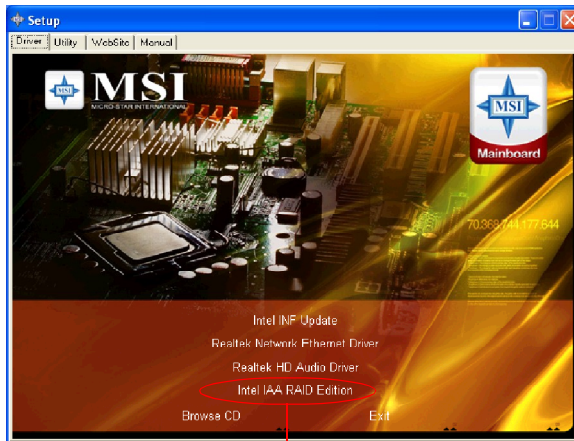 Setup
Driver Utility WebSite Manual
MSI
MICRO-STAR INTERNATIONAL
MSI
MSI
Mainboard
70.368.744.177.644
Intel INF Update
Realtek Network Ethernet Driver
Realtek HD Audio Driver
Intel IAA RAID Edition
Browse CD Exit